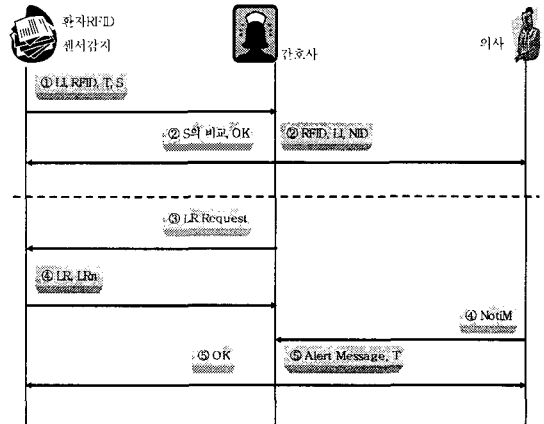 환자RFID
센서감지
간호사
의사
① LI, RFID, T, S
② S의 비교, OK
② RFID, LI, NID
③ LR Request
④ LR, LRn
④ NotiM
⑤ OK
⑤ Alert Message, T